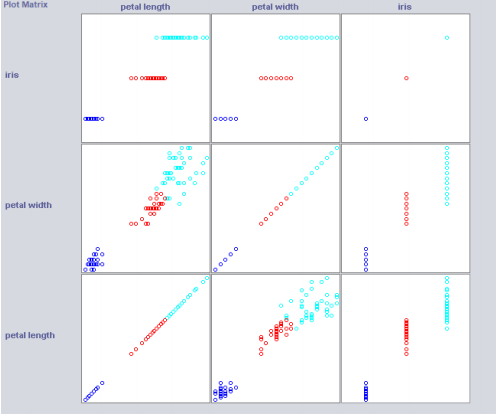 Plot Matrix
petal length petal width iris
iris
petal width
petal length